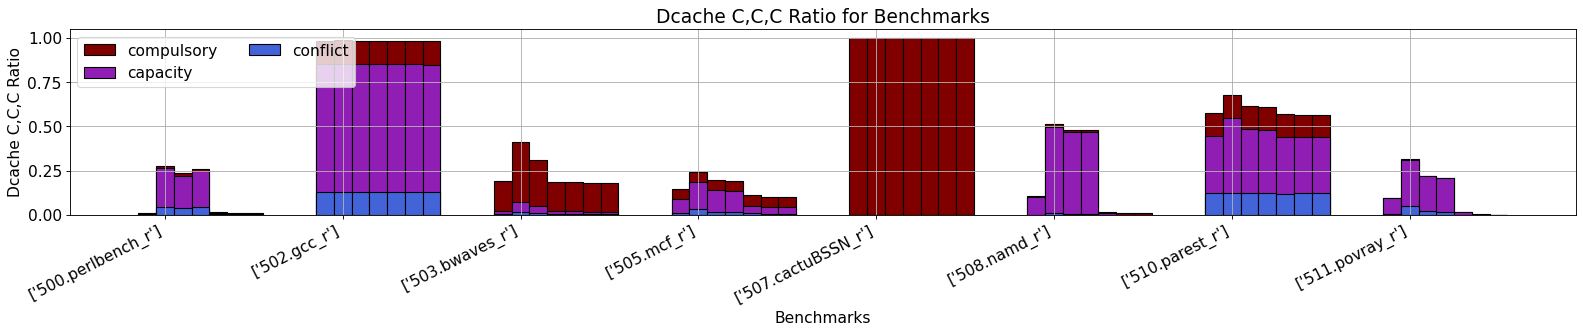 Dcache C,C,C Ratio for Benchmarks
Dcache C,C,C Ratio
1.00
0.75
0.50
0.25
0.00
compulsory
capacity
conflict
['500.perlbench_r']
['502.gcc_r']
['503.bwaves_r']
['505.mcf_r']
['507.cactuBSSN_r']
['508.namd_r']
['510.parest_r']
['511.povray_r']
Benchmarks